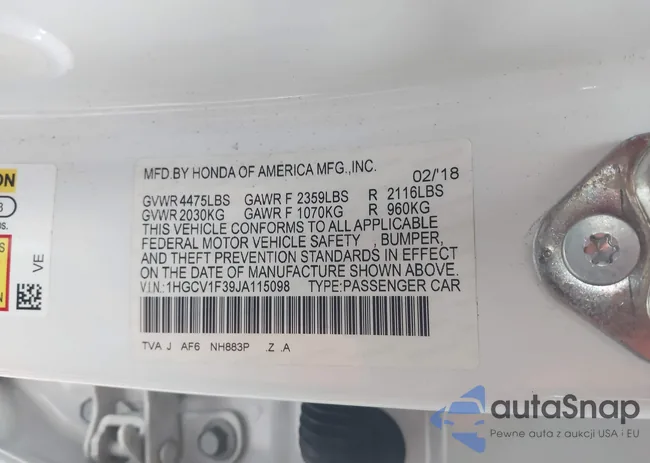 MFD.BY HONDA OF AMERICA MFG.,INC. 02/'18
GVWR 4475LBS GAWR F 2359LBS R 2116LBS
GVWR 2030KG GAWR F 1070KG R 960KG
THIS VEHICLE CONFORMS TO ALL APPLICABLE
FEDERAL MOTOR VEHICLE SAFETY , BUMPER,
AND THEFT PREVENTION STANDARDS IN EFFECT
ON THE DATE OF MANUFACTURE SHOWN ABOVE.
V.I.N.:1HGCV1F39JA115098 TYPE:PASSENGER CAR
TVA J AF6 NH883P .Z .A
VE
autaSnap
Pewne auta z aukcji USA i EU